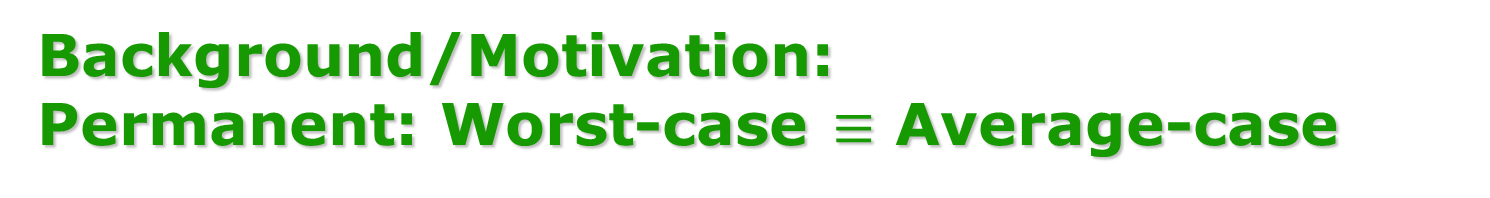 Background/Motivation:
Permanent: Worst-case ≡ Average-case